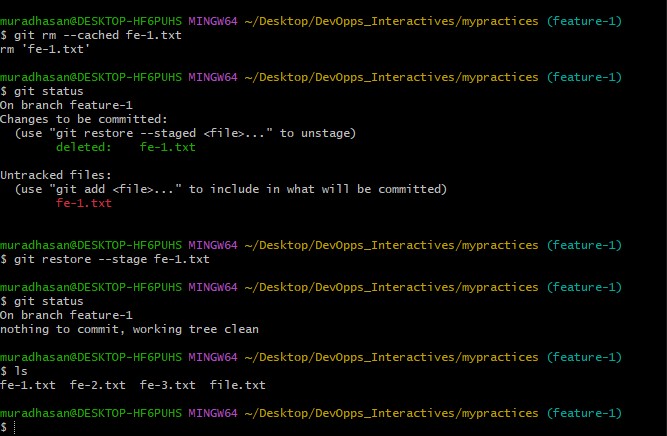 muradhasan@DESKTOP-HF6PUHS MINGW64 ~/Desktop/DevOpps_Interactives/mypractices (feature-1)
$ git rm --cached fe-1.txt
rm 'fe-1.txt'
muradhasan@DESKTOP-HF6PUHS MINGW64 ~/Desktop/DevOpps_Interactives/mypractices (feature-1)
$ git status
On branch feature-1
Changes to be committed:
  (use "git restore --staged <file>..." to unstage)
        deleted:    fe-1.txt
Untracked files:
  (use "git add <file>..." to include in what will be committed)
        fe-1.txt
muradhasan@DESKTOP-HF6PUHS MINGW64 ~/Desktop/DevOpps_Interactives/mypractices (feature-1)
$ git restore --stage fe-1.txt
muradhasan@DESKTOP-HF6PUHS MINGW64 ~/Desktop/DevOpps_Interactives/mypractices (feature-1)
$ git status
On branch feature-1
nothing to commit, working tree clean
muradhasan@DESKTOP-HF6PUHS MINGW64 ~/Desktop/DevOpps_Interactives/mypractices (feature-1)
$ ls
fe-1.txt  fe-2.txt  fe-3.txt  file.txt
muradhasan@DESKTOP-HF6PUHS MINGW64 ~/Desktop/DevOpps_Interactives/mypractices (feature-1)
$